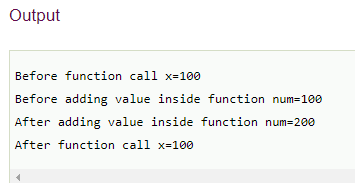 Output
Before function call x=100
Before adding value inside function num=100
After adding value inside function num=200
After function call x=100